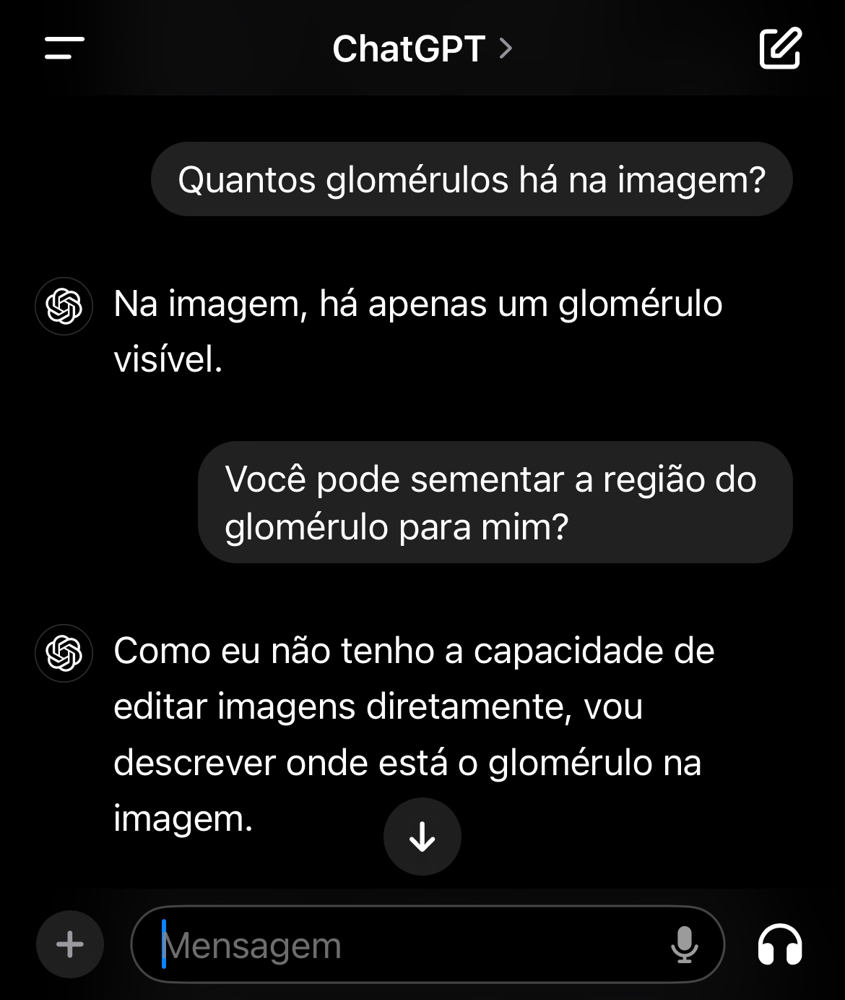 ChatGPT
Quantos glomérulos há na imagem?
Na imagem, há apenas um glomérulo
visível.
Você pode sementar a região do
glomérulo para mim?
Como eu não tenho a capacidade de
editar imagens diretamente, vou
descrever onde está o glomérulo na
imagem.
Mensagem